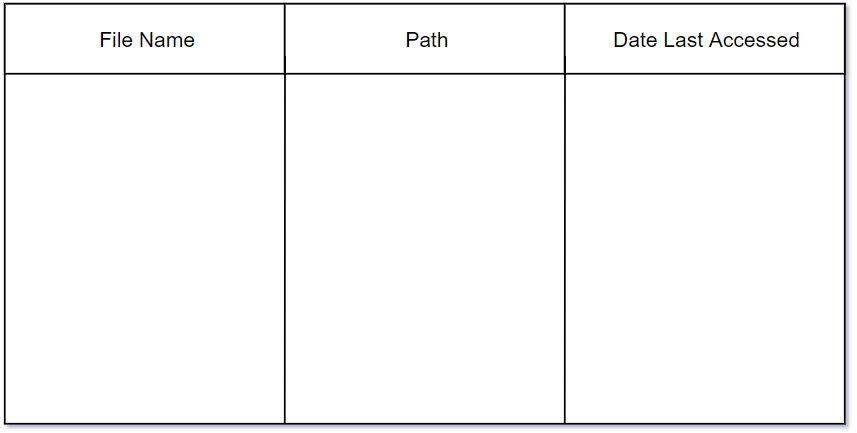 File Name
Path
Date Last Accessed